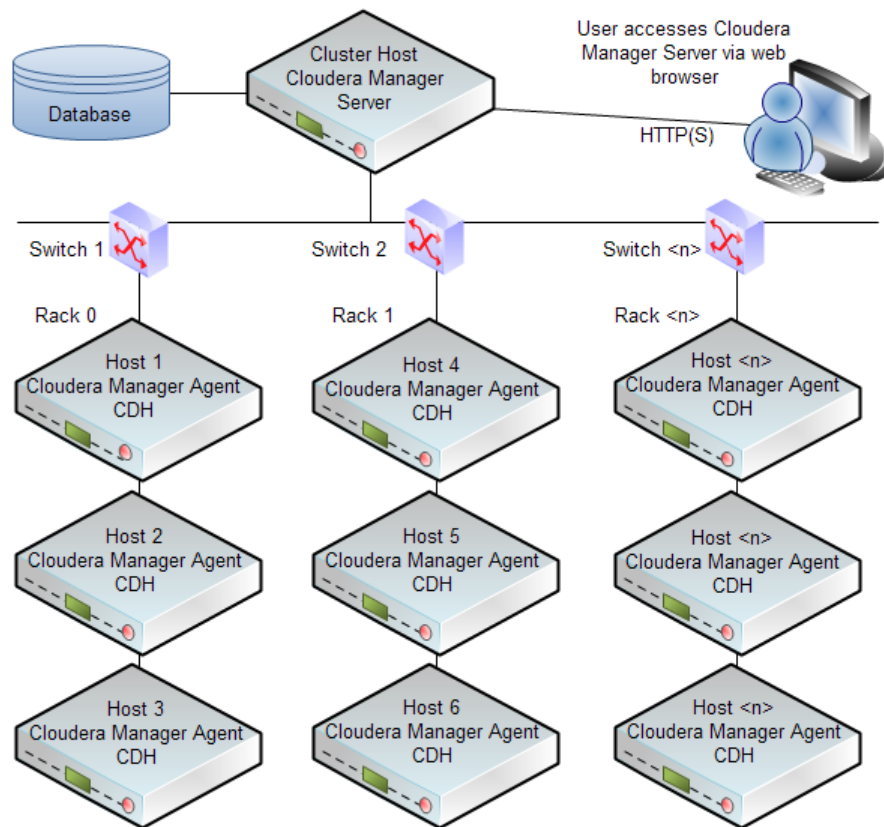 User accesses Cloudera
Manager Server via web
browser
Cluster Host
Cloudera Manager
Server
Database
HTTP(S)
Switch 1
Switch 2
Switch <n>
Rack 0
Rack 1
Rack <n>
Host 1
Cloudera Manager Agent
CDH
Host 4
Cloudera Manager Agent
CDH
Host <n>
Cloudera Manager Agent
CDH
Host 2
Cloudera Manager Agent
CDH
Host 5
Cloudera Manager Agent
CDH
Host <n>
Cloudera Manager Agent
CDH
Host 3
Cloudera Manager Agent
CDH
Host 6
Cloudera Manager Agent
CDH
Host <n>
Cloudera Manager Agent
CDH